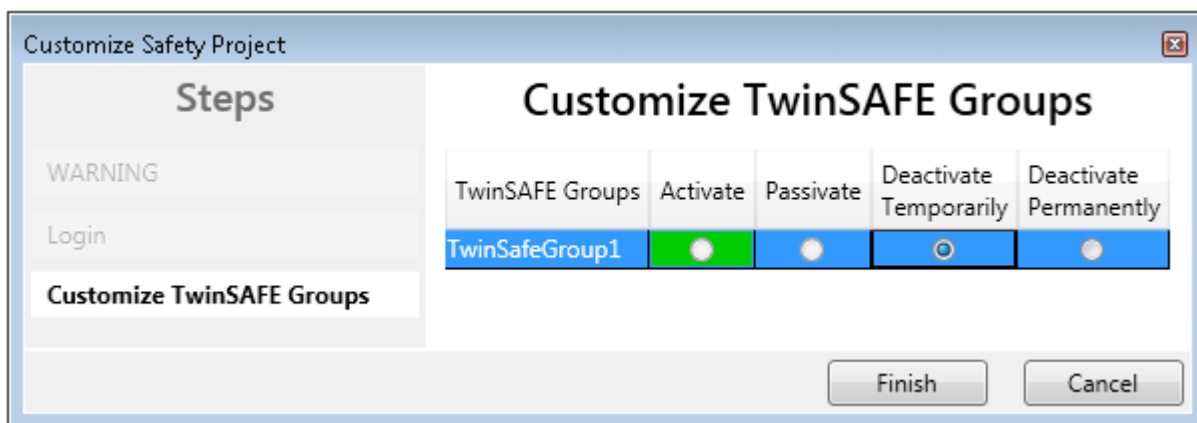 Customize Safety Project
Steps
WARNING
Login
Customize TwinSAFE Groups
Customize TwinSAFE Groups
TwinSAFE Groups Activate Passivate Deactivate Temporarily Deactivate Permanently
TwinSafeGroup1
Finish Cancel